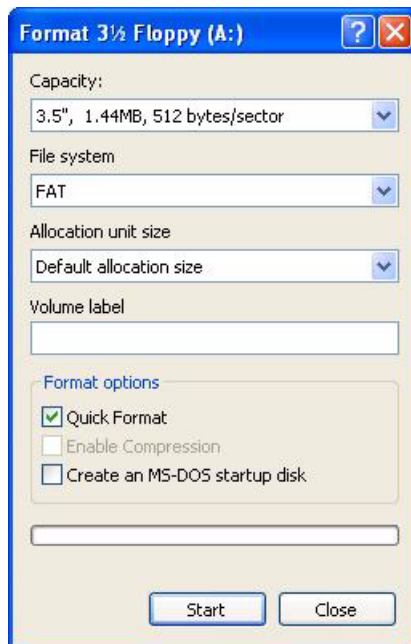 Format 3½ Floppy (A:)
Capacity:
3.5", 1.44MB, 512 bytes/sector
File system
FAT
Allocation unit size
Default allocation size
Volume label
Format options
Quick Format
Enable Compression
Create an MS-DOS startup disk
Start Close